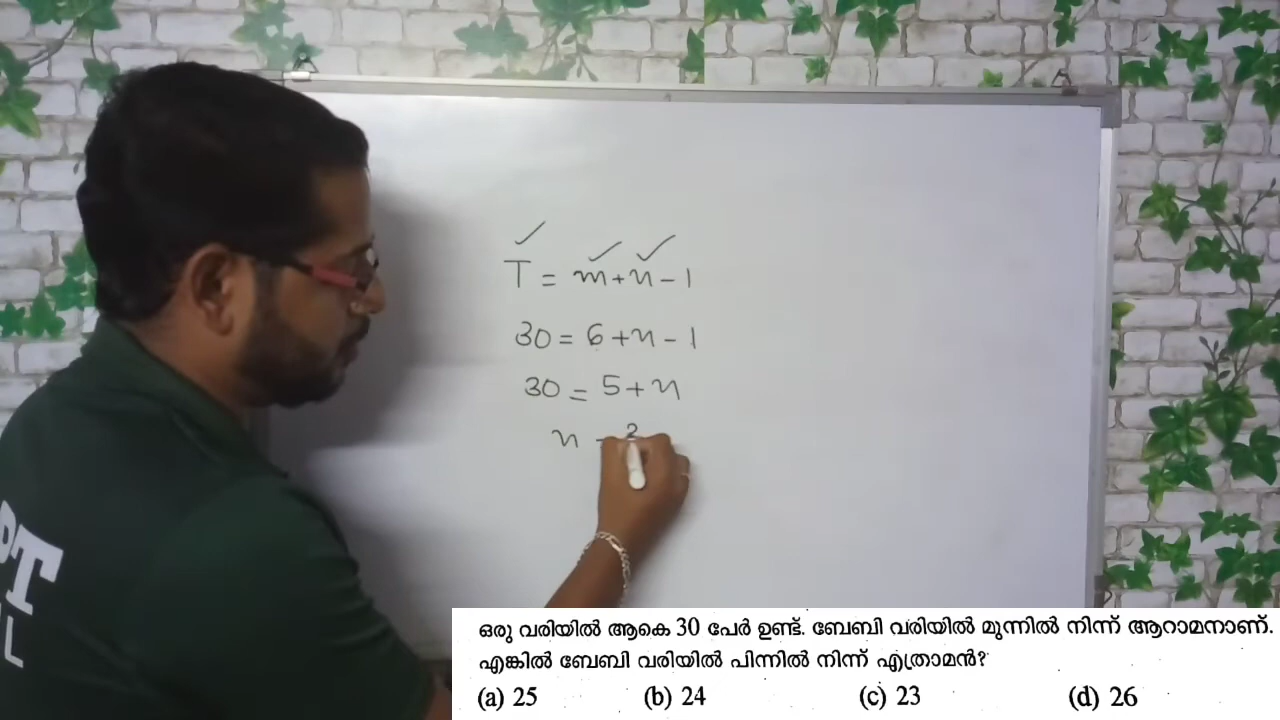 T = m + n - 1
30 = 6 + n - 1
30 = 5 + n
n - 2
PT
L
ഒരു വരിയിൽ ആകെ 30 പേർ ഉണ്ട്. ബേബി വരിയിൽ മുന്നിൽ നിന്ന് ആറാമനാണ്.
എങ്കിൽ ബേബി വരിയിൽ പിന്നിൽ നിന്ന് എത്രാമൻ?
(a) 25 (b) 24 (c) 23 (d) 26